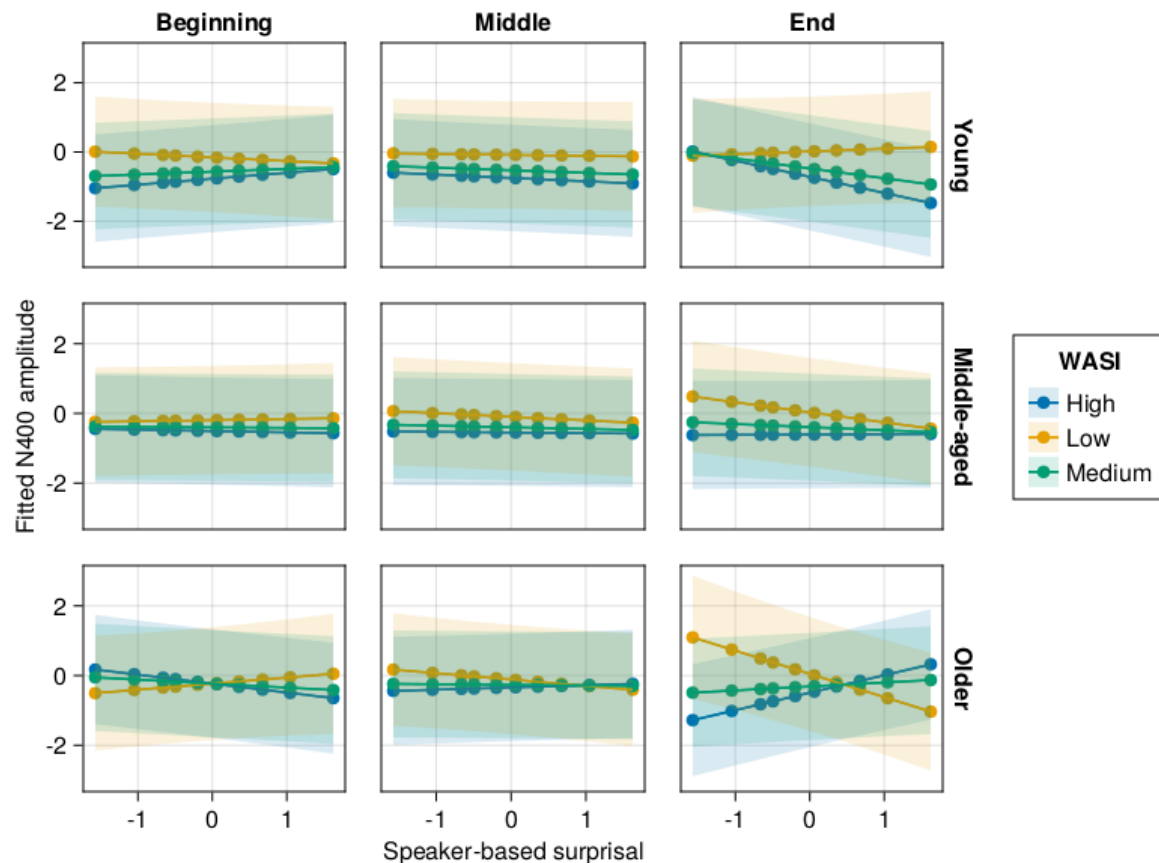 Beginning
Middle
End
2
0
-2
Young
2
0
-2
Middle-aged
2
0
-2
Older
-1 0 1
-1 0 1
-1 0 1
Fitted N400 amplitude
Speaker-based surprisal
WASI
High
Low
Medium